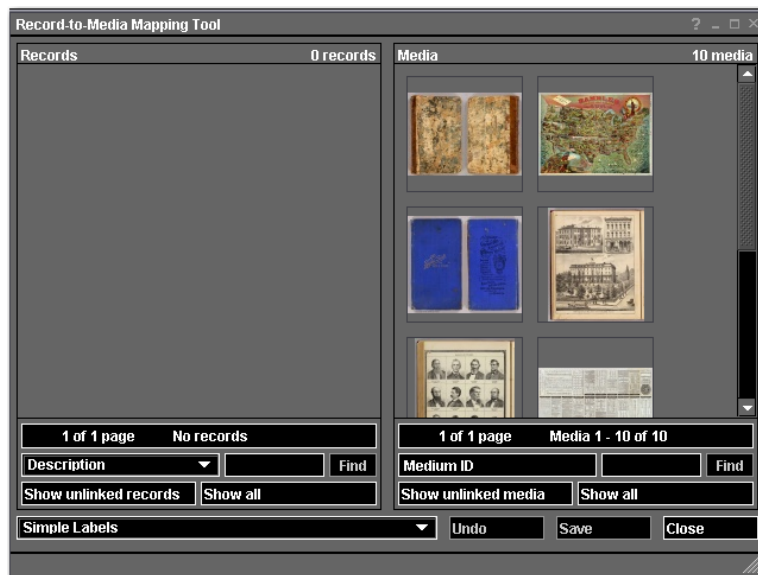 Record-to-Media Mapping Tool
Records 0 records
Media 10 media
1 of 1 page No records
1 of 1 page Media 1 - 10 of 10
Description Find
Medium ID Find
Show unlinked records Show all
Show unlinked media Show all
Simple Labels Undo Save Close